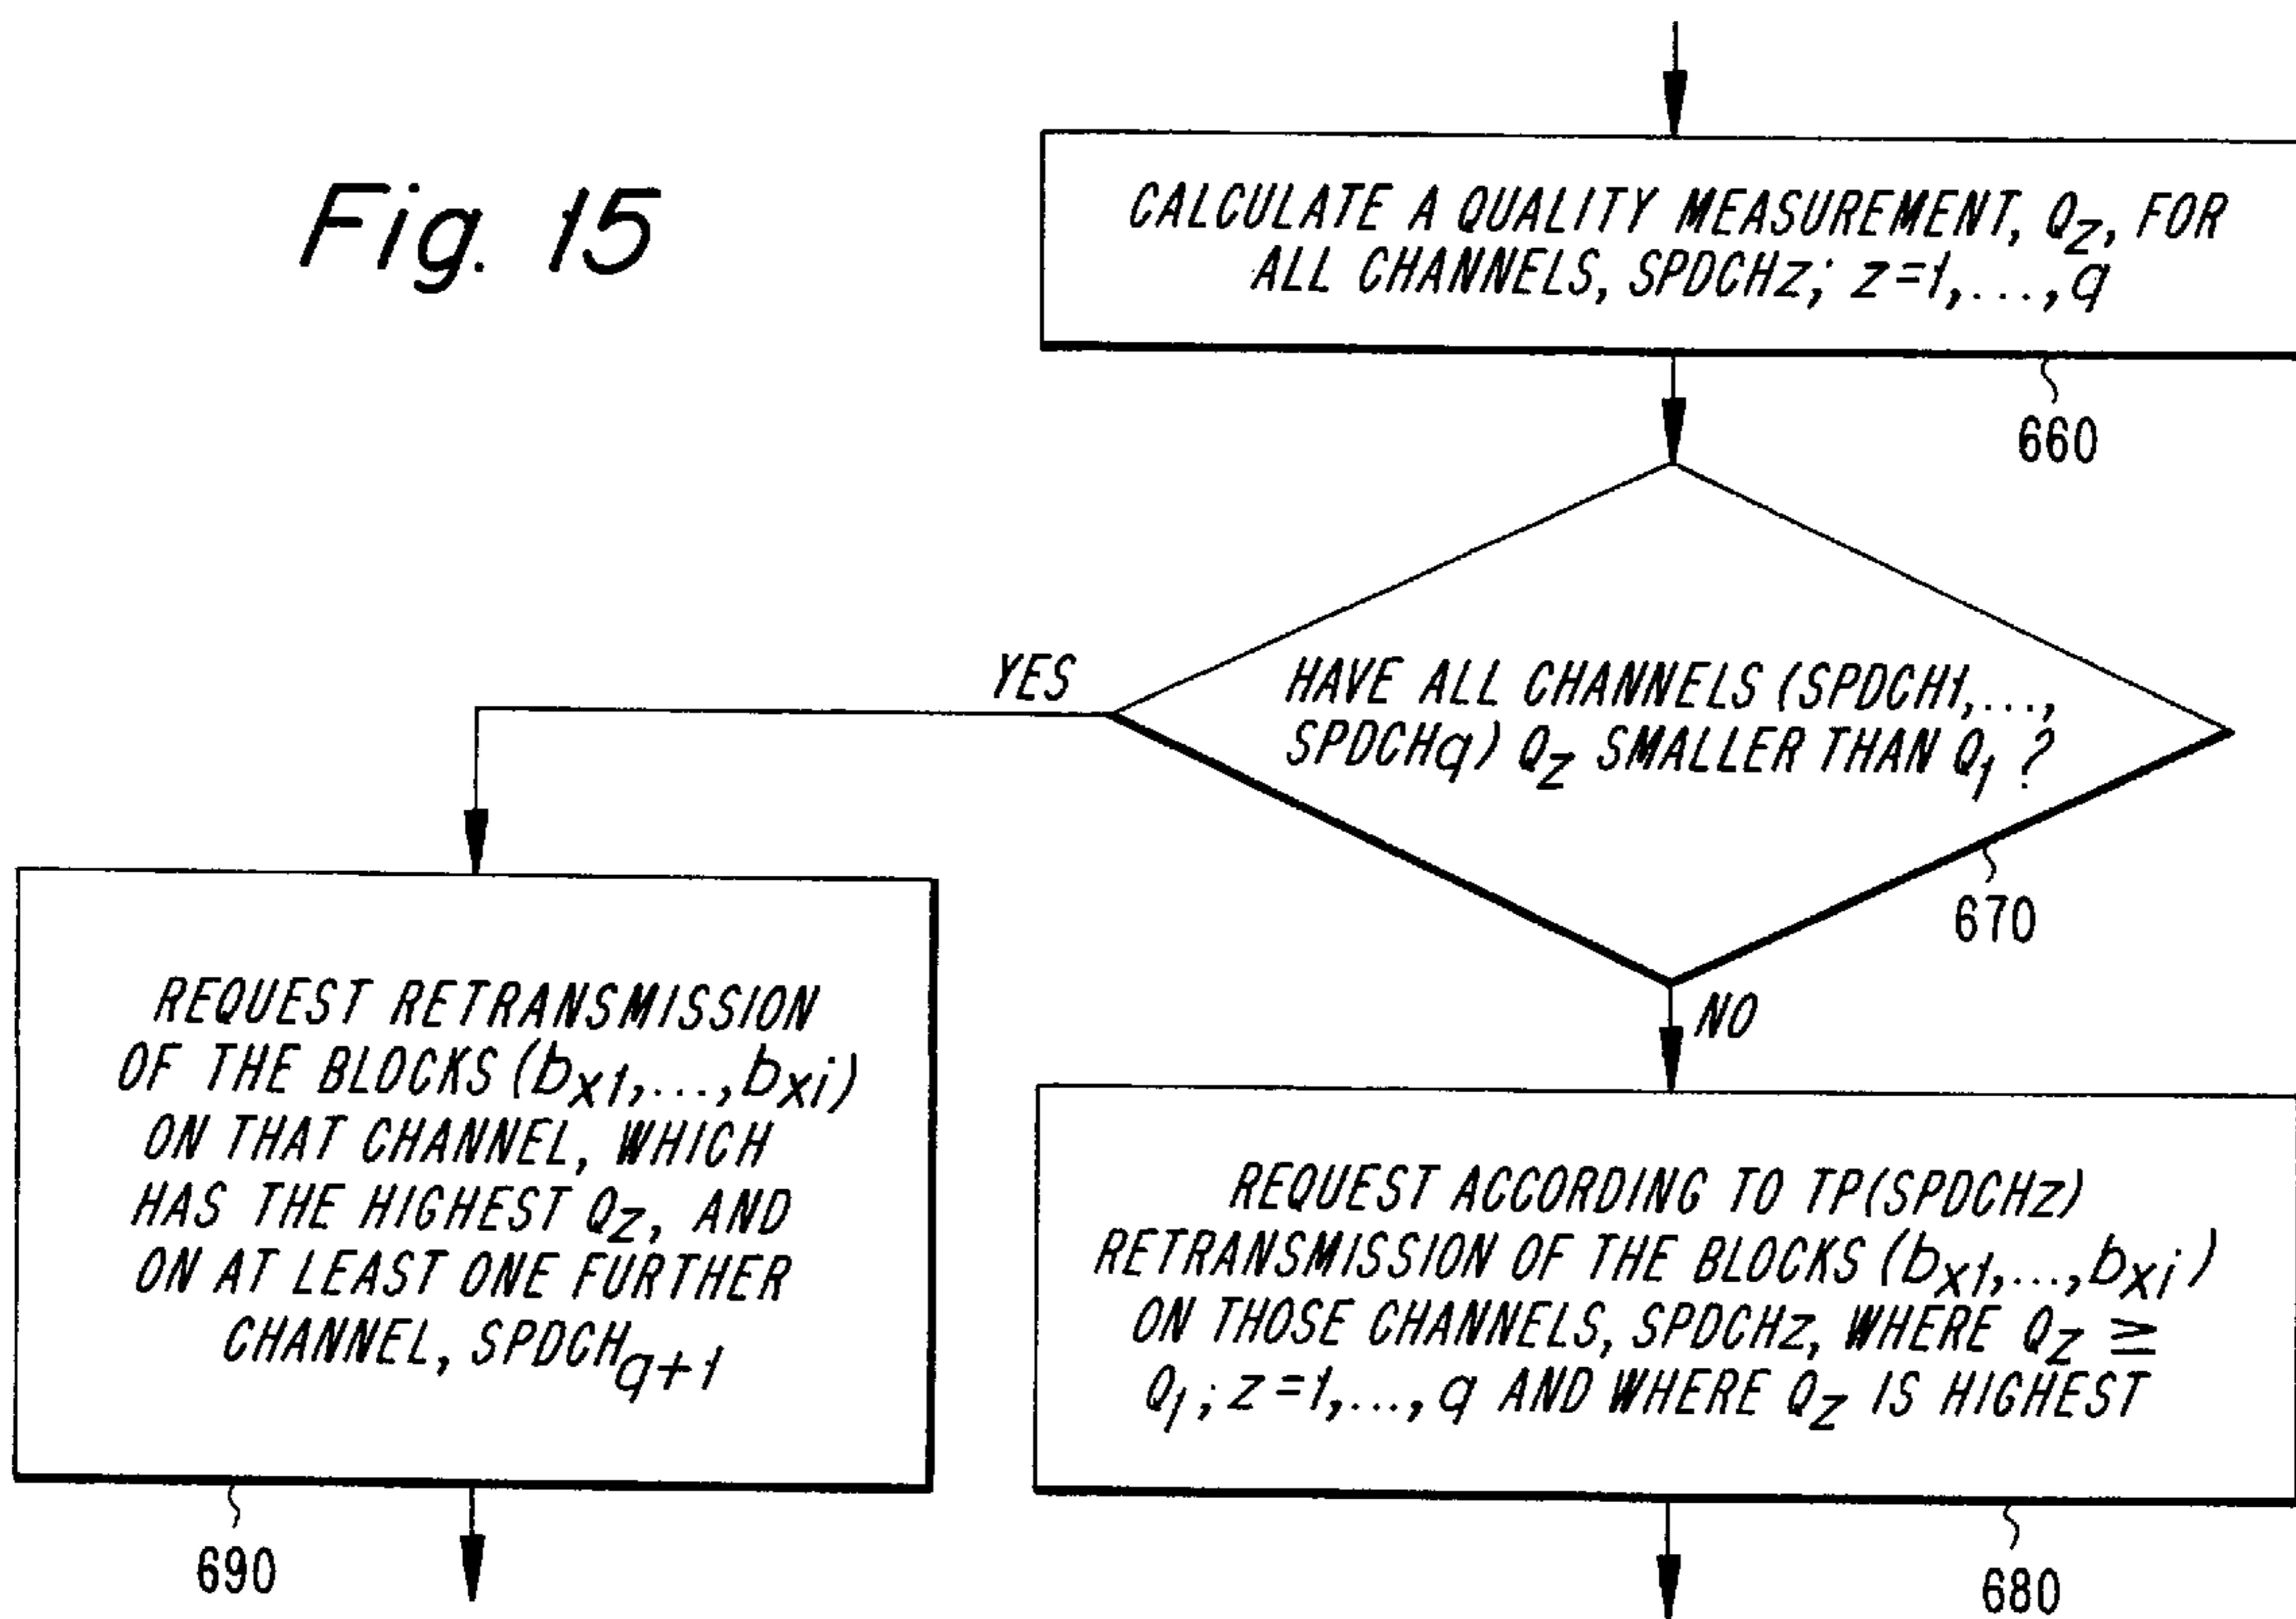 Fig. 15
CALCULATE A QUALITY MEASUREMENT, Qz, FOR
ALL CHANNELS, SPDCHz; z=1,...,q
660
HAVE ALL CHANNELS (SPDCH1,...,
SPDCHq) Qz SMALLER THAN Q1 ?
670
YES
NO
REQUEST RETRANSMISSION
OF THE BLOCKS (bx1,...,bxi)
ON THAT CHANNEL, WHICH
HAS THE HIGHEST Qz, AND
ON AT LEAST ONE FURTHER
CHANNEL, SPDCHq+1
690
REQUEST ACCORDING TO TP(SPDCHz)
RETRANSMISSION OF THE BLOCKS (bx1,...,bxi)
ON THOSE CHANNELS, SPDCHz, WHERE Qz ≧
Q1; z=1,...,q AND WHERE Qz IS HIGHEST
680